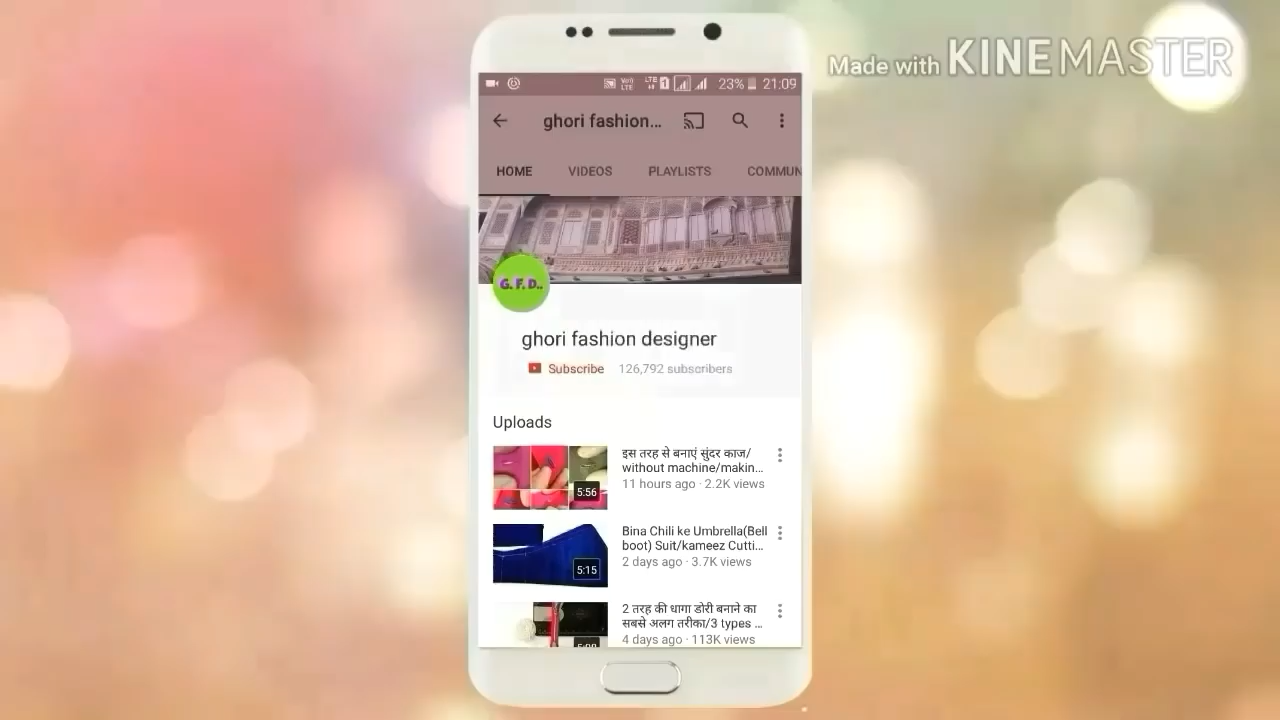 Made with KINEMASTER
VoLTE LTE 1 23% 21:09
ghori fashion...
HOME VIDEOS PLAYLISTS COMMUN
G. F. D..
ghori fashion designer
Subscribe 126,792 subscribers
Uploads
इस तरह से बनाएं सुंदर काज/
without machine/makin...
11 hours ago · 2.2K views
5:56
Bina Chili ke Umbrella(Bell
boot) Suit/kameez Cutti...
2 days ago · 3.7K views
5:15
2 तरह की धागा डोरी बनाने का
सबसे अलग तरीका/3 types ...
4 days ago · 113K views